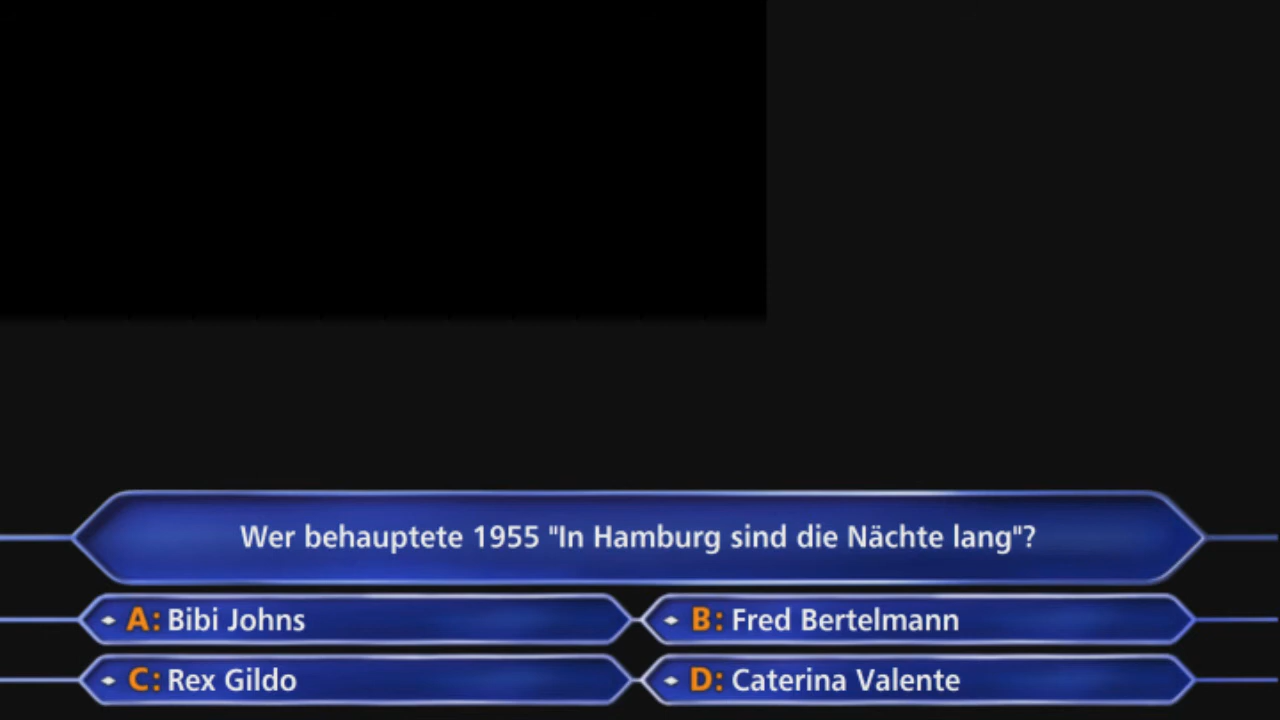 Wer behauptete 1955 "In Hamburg sind die Nächte lang"?
A: Bibi Johns
B: Fred Bertelmann
C: Rex Gildo
D: Caterina Valente